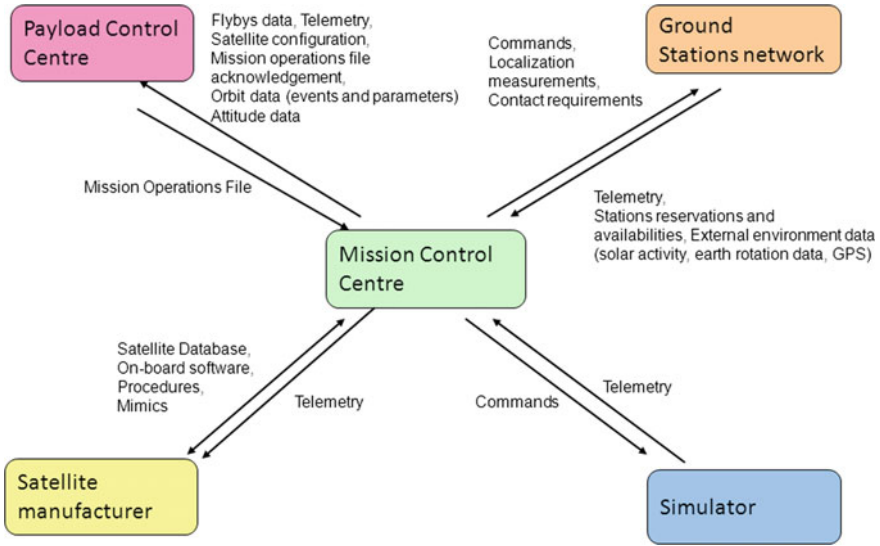 Payload Control
Centre
Flybys data, Telemetry,
Satellite configuration,
Mission operations file
acknowledgement,
Orbit data (events and parameters)
Attitude data
Commands,
Localization
measurements,
Contact requirements
Ground
Stations network
Mission Operations File
Telemetry,
Stations reservations and
availabilities, External environment data
(solar activity, earth rotation data, GPS)
Mission Control
Centre
Satellite Database,
On-board software,
Procedures,
Mimics
Telemetry
Commands
Telemetry
Satellite
manufacturer
Simulator